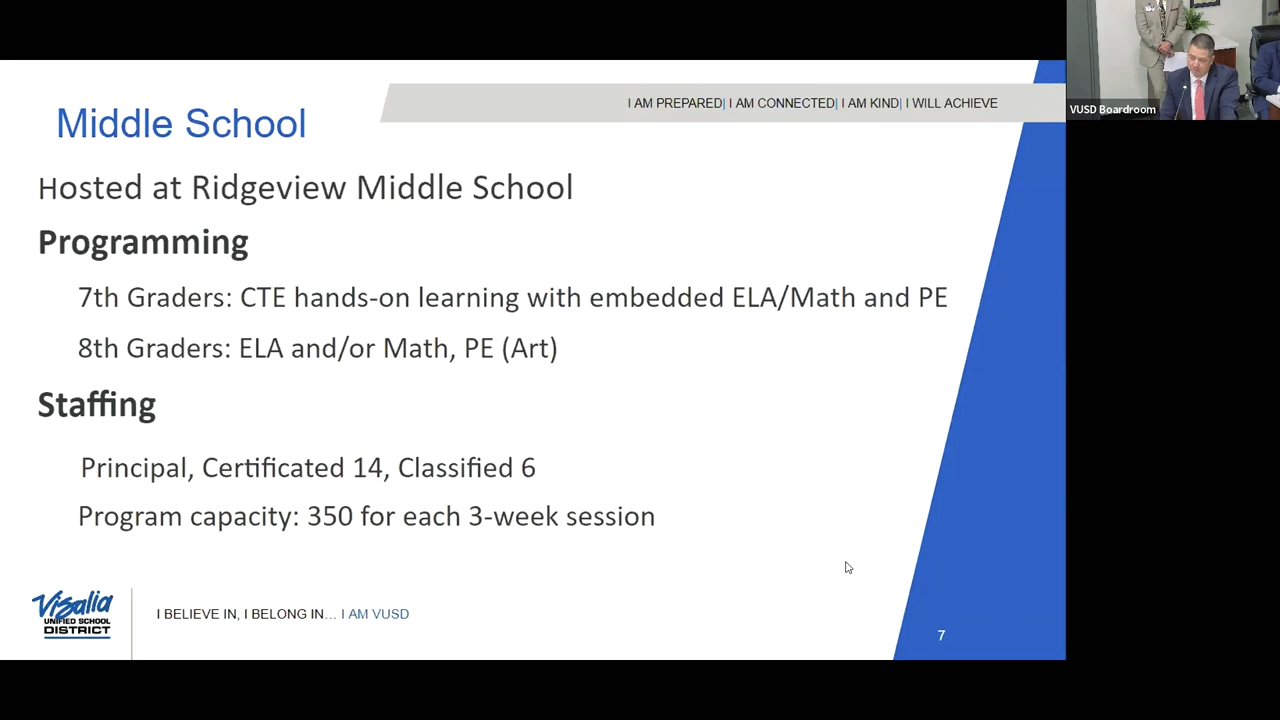 I AM PREPARED| I AM CONNECTED| I AM KIND| I WILL ACHIEVE
VUSD Boardroom
Middle School
Hosted at Ridgeview Middle School
Programming
7th Graders: CTE hands-on learning with embedded ELA/Math and PE
8th Graders: ELA and/or Math, PE (Art)
Staffing
Principal, Certificated 14, Classified 6
Program capacity: 350 for each 3-week session
Visalia
UNIFIED SCHOOL
DISTRICT
I BELIEVE IN, I BELONG IN... I AM VUSD
7